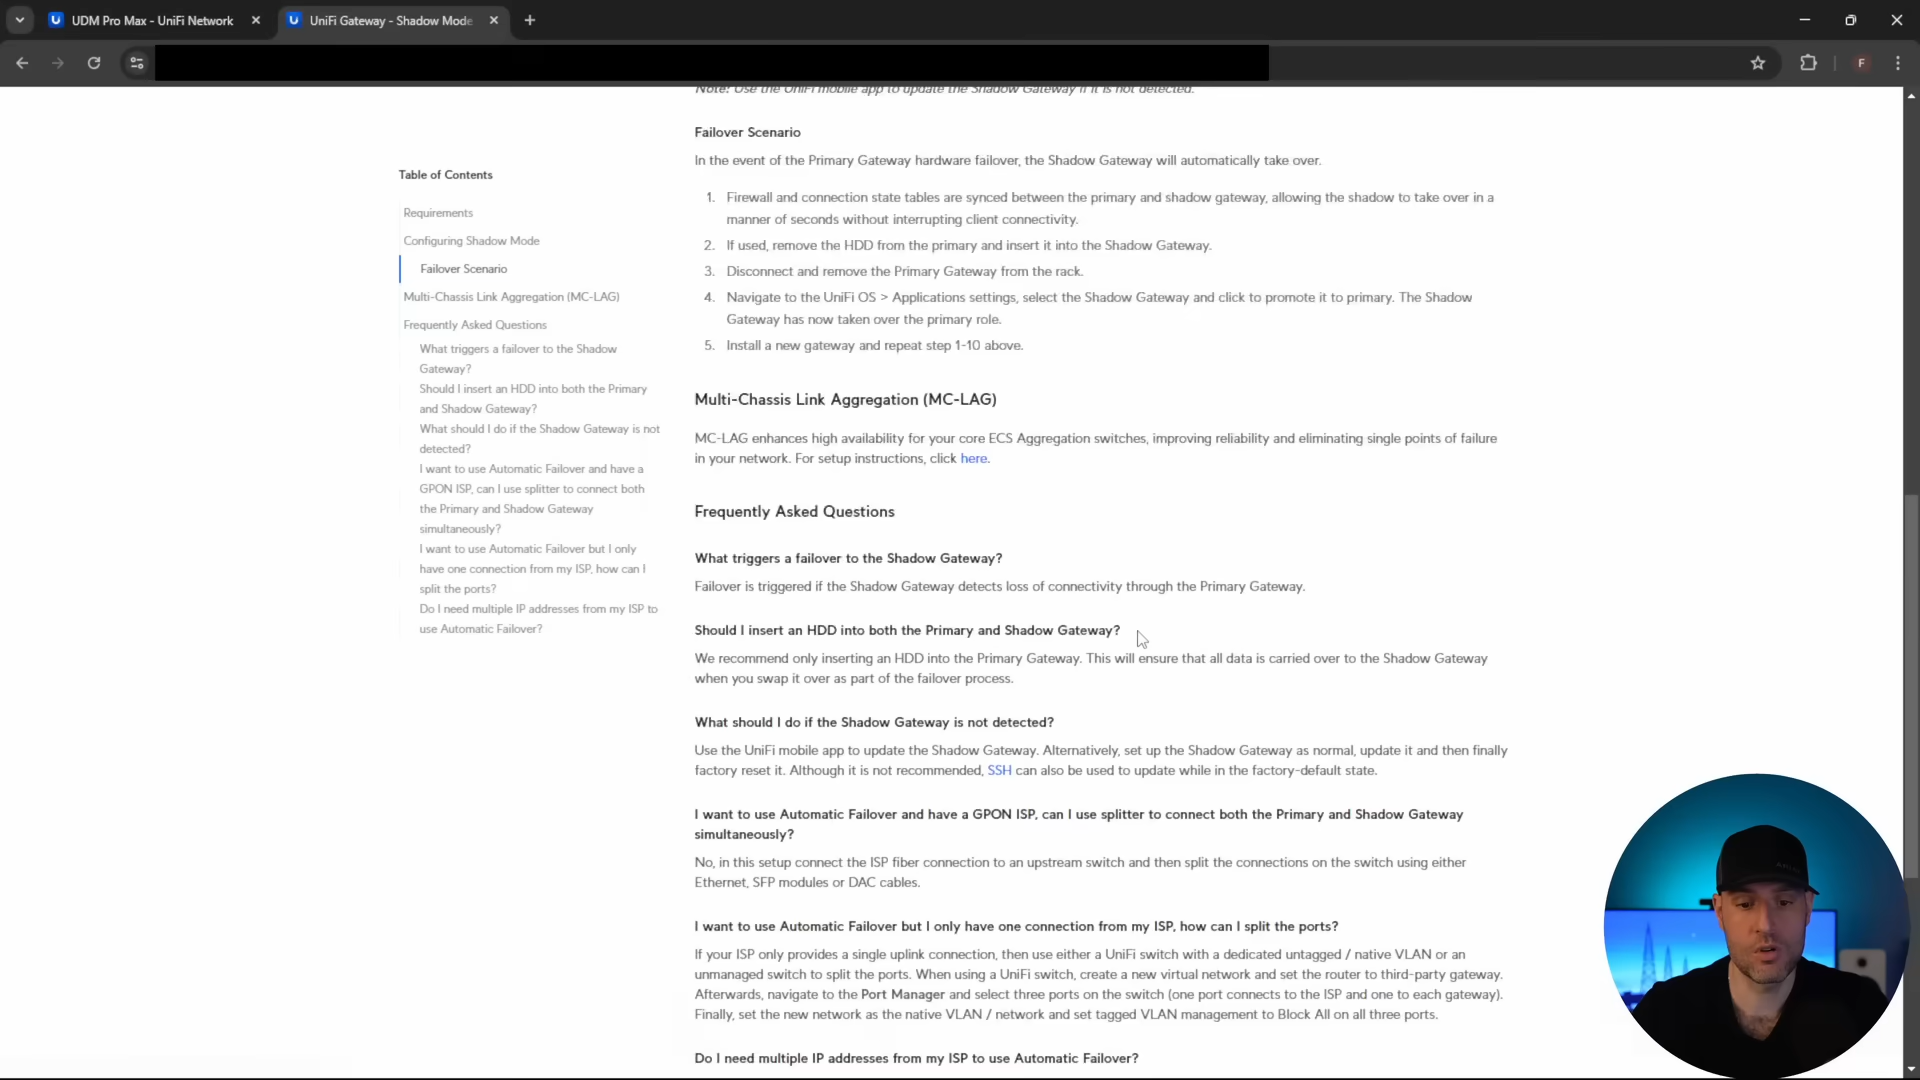 UDM Pro Max - UniFi Network
UniFi Gateway - Shadow Mode
F
Note: Use the UniFi mobile app to update the Shadow Gateway if it is not detected.
Table of Contents
Requirements
Configuring Shadow Mode
Failover Scenario
Multi-Chassis Link Aggregation (MC-LAG)
Frequently Asked Questions
What triggers a failover to the Shadow
Gateway?
Should I insert an HDD into both the Primary
and Shadow Gateway?
What should I do if the Shadow Gateway is not
detected?
I want to use Automatic Failover and have a
GPON ISP, can I use splitter to connect both
the Primary and Shadow Gateway
simultaneously?
I want to use Automatic Failover but I only
have one connection from my ISP, how can I
split the ports?
Do I need multiple IP addresses from my ISP to
use Automatic Failover?
Failover Scenario
In the event of the Primary Gateway hardware failover, the Shadow Gateway will automatically take over.
1. Firewall and connection state tables are synced between the primary and shadow gateway, allowing the shadow to take over in a
manner of seconds without interrupting client connectivity.
2. If used, remove the HDD from the primary and insert it into the Shadow Gateway.
3. Disconnect and remove the Primary Gateway from the rack.
4. Navigate to the UniFi OS > Applications settings, select the Shadow Gateway and click to promote it to primary. The Shadow
Gateway has now taken over the primary role.
5. Install a new gateway and repeat step 1-10 above.
Multi-Chassis Link Aggregation (MC-LAG)
MC-LAG enhances high availability for your core ECS Aggregation switches, improving reliability and eliminating single points of failure
in your network. For setup instructions, click here.
Frequently Asked Questions
What triggers a failover to the Shadow Gateway?
Failover is triggered if the Shadow Gateway detects loss of connectivity through the Primary Gateway.
Should I insert an HDD into both the Primary and Shadow Gateway?
We recommend only inserting an HDD into the Primary Gateway. This will ensure that all data is carried over to the Shadow Gateway
when you swap it over as part of the failover process.
What should I do if the Shadow Gateway is not detected?
Use the UniFi mobile app to update the Shadow Gateway. Alternatively, set up the Shadow Gateway as normal, update it and then finally
factory reset it. Although it is not recommended, SSH can also be used to update while in the factory-default state.
I want to use Automatic Failover and have a GPON ISP, can I use splitter to connect both the Primary and Shadow Gateway
simultaneously?
No, in this setup connect the ISP fiber connection to an upstream switch and then split the connections on the switch using either
Ethernet, SFP modules or DAC cables.
I want to use Automatic Failover but I only have one connection from my ISP, how can I split the ports?
If your ISP only provides a single uplink connection, then use either a UniFi switch with a dedicated untagged / native VLAN or an
unmanaged switch to split the ports. When using a UniFi switch, create a new virtual network and set the router to third-party gateway.
Afterwards, navigate to the Port Manager and select three ports on the switch (one port connects to the ISP and one to each gateway).
Finally, set the new network as the native VLAN / network and set tagged VLAN management to Block All on all three ports.
Do I need multiple IP addresses from my ISP to use Automatic Failover?